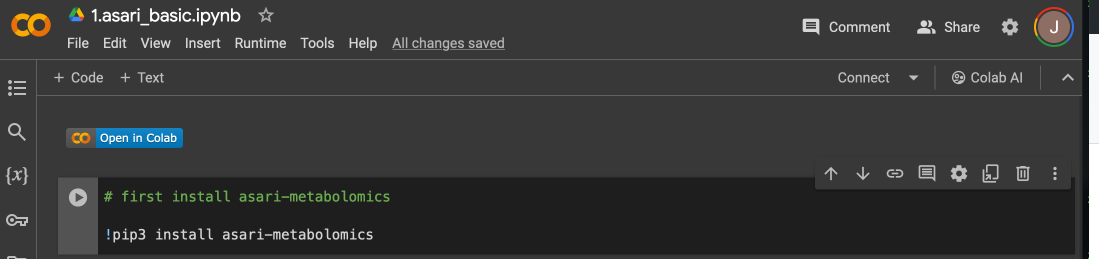 1.asari_basic.ipynb
File Edit View Insert Runtime Tools Help All changes saved
Comment Share J
+ Code + Text Connect Colab AI
{x}
Open in Colab
# first install asari-metabolomics
!pip3 install asari-metabolomics